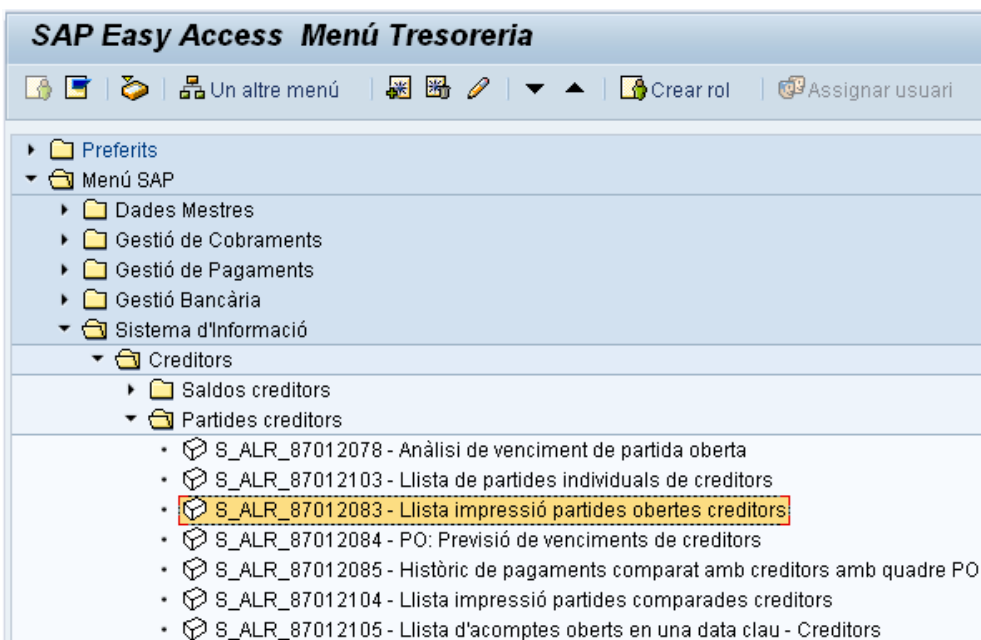 SAP Easy Access Menú Tresoreria
Un altre menú Crear rol Assignar usuari
Preferits
Menú SAP
Dades Mestres
Gestió de Cobraments
Gestió de Pagaments
Gestió Bancària
Sistema d'Informació
Creditors
Saldos creditors
Partides creditors
S_ALR_87012078 - Anàlisi de venciment de partida oberta
S_ALR_87012103 - Llista de partides individuals de creditors
S_ALR_87012083 - Llista impressió partides obertes creditors
S_ALR_87012084 - PO: Previsió de venciments de creditors
S_ALR_87012085 - Històric de pagaments comparat amb creditors amb quadre PO
S_ALR_87012104 - Llista impressió partides comparades creditors
S_ALR_87012105 - Llista d'acomptes oberts en una data clau - Creditors